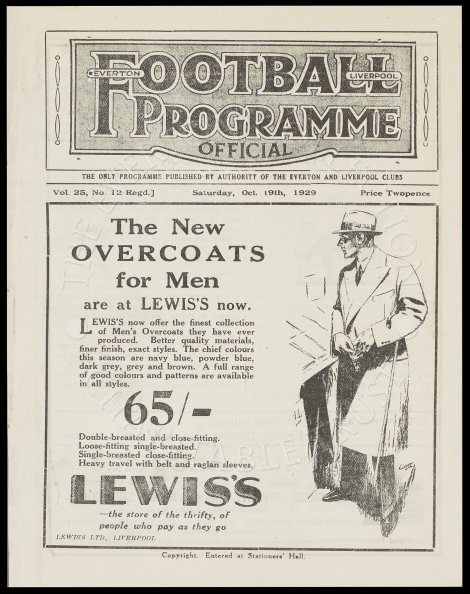 FOOTBALL
EVERTON
LIVERPOOL
PROGRAMME
OFFICIAL
THE ONLY PROGRAMME PUBLISHED BY AUTHORITY OF THE EVERTON AND LIVERPOOL CLUBS
Vol. 25, No. 12 Regd.] Saturday, Oct. 19th, 1929 Price Twopence
The New
OVERCOATS
for Men
are at LEWIS'S now.
LEWIS'S now offer the finest collection
of Men's Overcoats they have ever
produced. Better quality materials,
finer finish, exact styles. The chief colours
this season are navy blue, powder blue,
dark grey, grey and brown. A full range
of good colours and patterns are available
in all styles.
65/-
Double-breasted and close-fitting.
Loose-fitting single-breasted.
Single-breasted close-fitting.
Heavy travel with belt and raglan sleeves.
LEWIS'S
—the store of the thrifty, of
people who pay as they go
LEWIS'S LTD, LIVERPOOL
Copyright. Entered at Stationers' Hall.